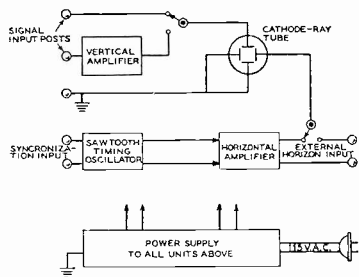 SIGNAL
INPUT POSTS
VERTICAL
AMPLIFIER
CATHODE-RAY
TUBE
SYNCRONIZA-
TION INPUT
SAWTOOTH
TIMING
OSCILLATOR
HORIZONTAL
AMPLIFIER
EXTERNAL
HORIZON INPUT
POWER SUPPLY
TO ALL UNITS ABOVE
115 V.A.C.